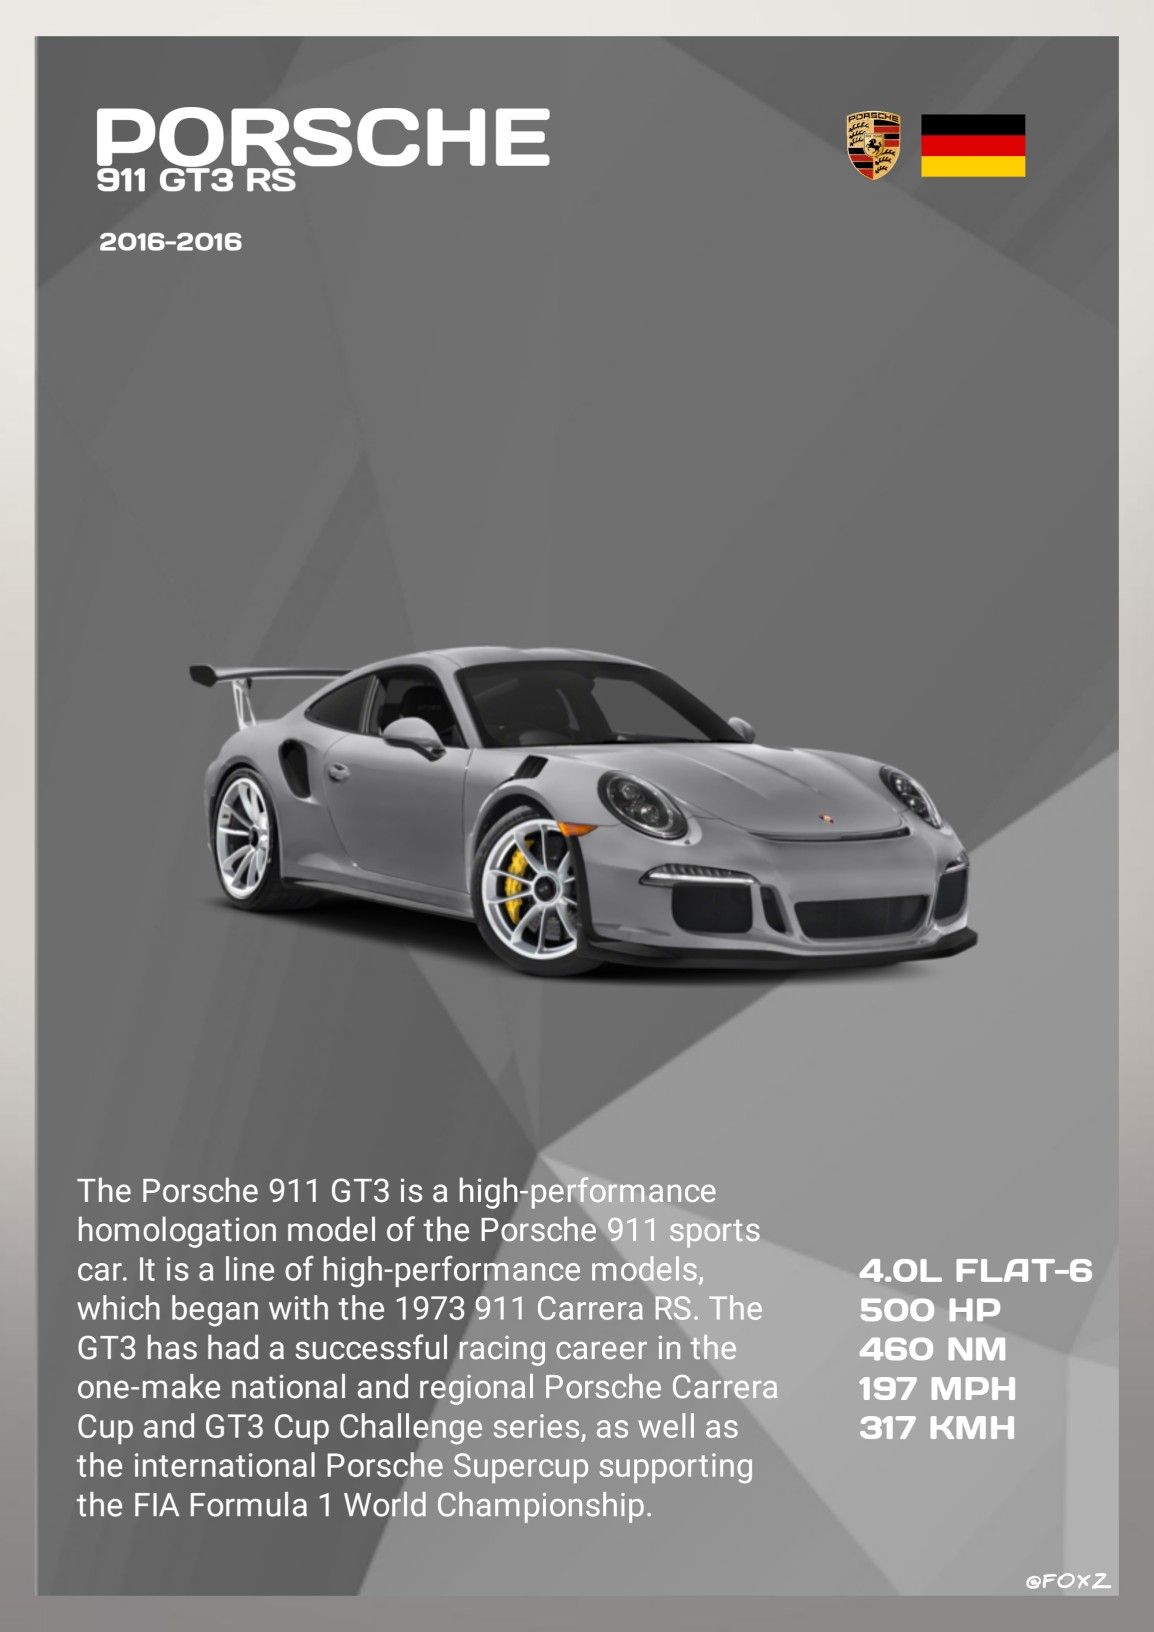 PORSCHE
911 GT3 RS
2016-2016
PORSCHE
The Porsche 911 GT3 is a high-performance
homologation model of the Porsche 911 sports
car. It is a line of high-performance models,
which began with the 1973 911 Carrera RS. The
GT3 has had a successful racing career in the
one-make national and regional Porsche Carrera
Cup and GT3 Cup Challenge series, as well as
the international Porsche Supercup supporting
the FIA Formula 1 World Championship.
4.0L FLAT-6
500 HP
460 NM
197 MPH
317 KMH
@FOXZ